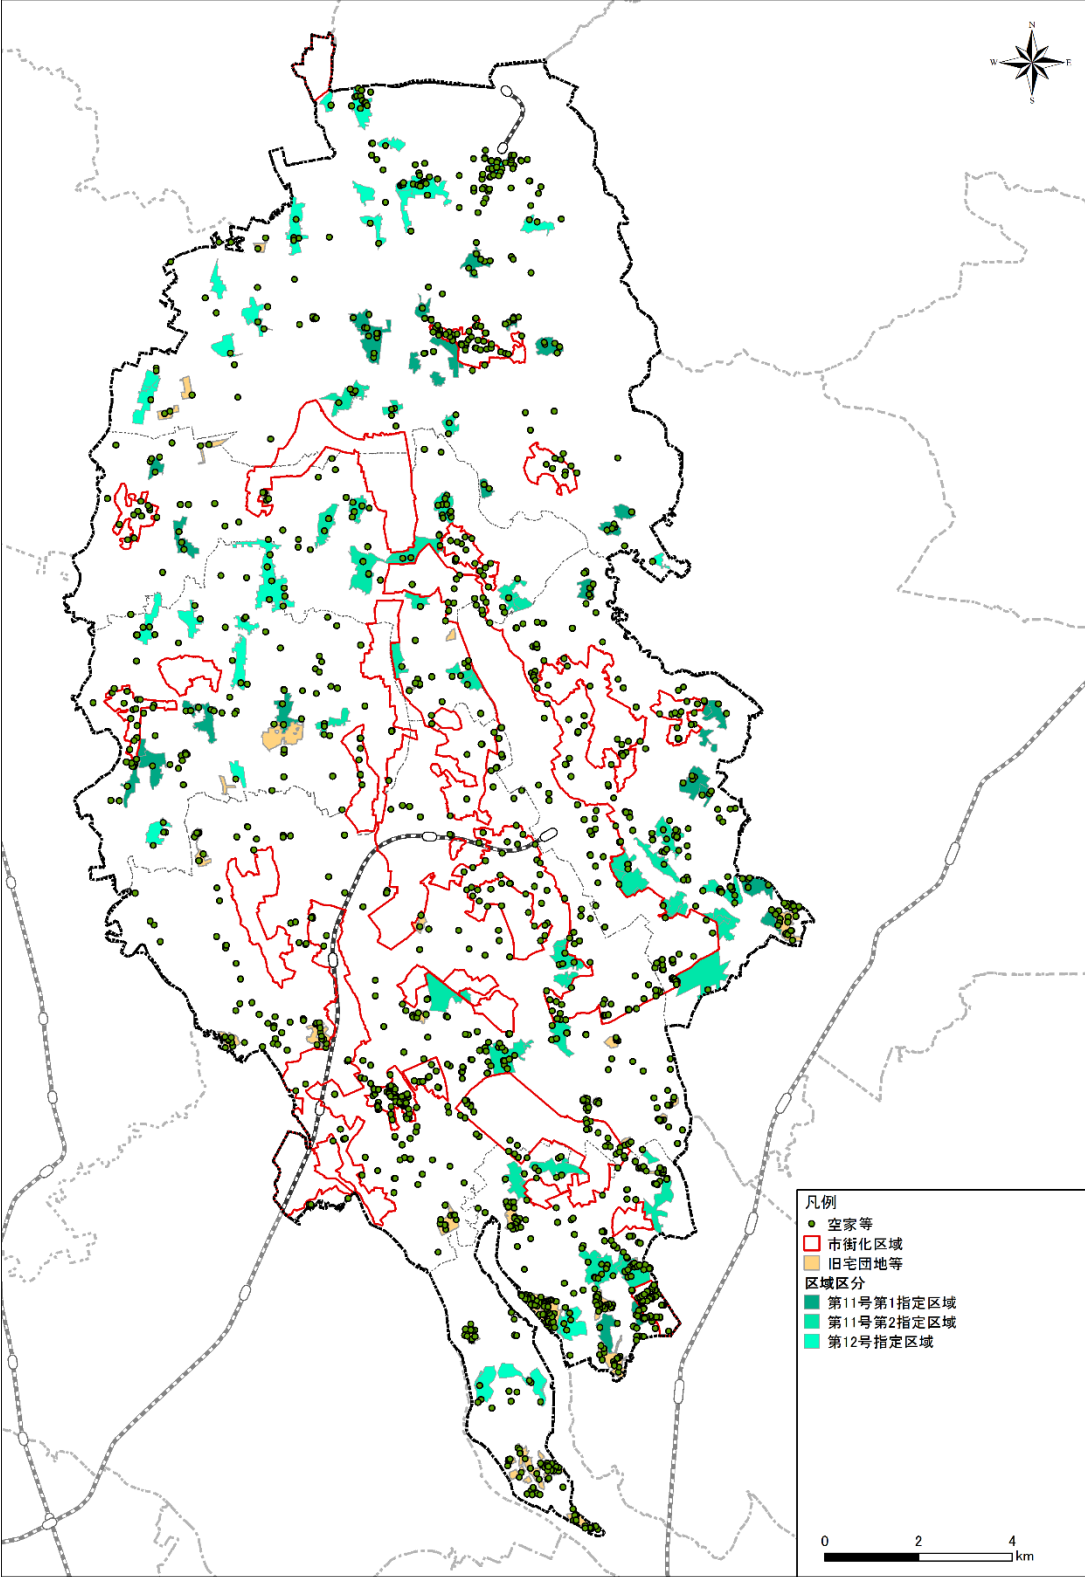 N
W E
S
凡例
空家等
市街化区域
旧宅団地等
区域区分
第11号第1指定区域
第11号第2指定区域
第12号指定区域
0 2 4
km